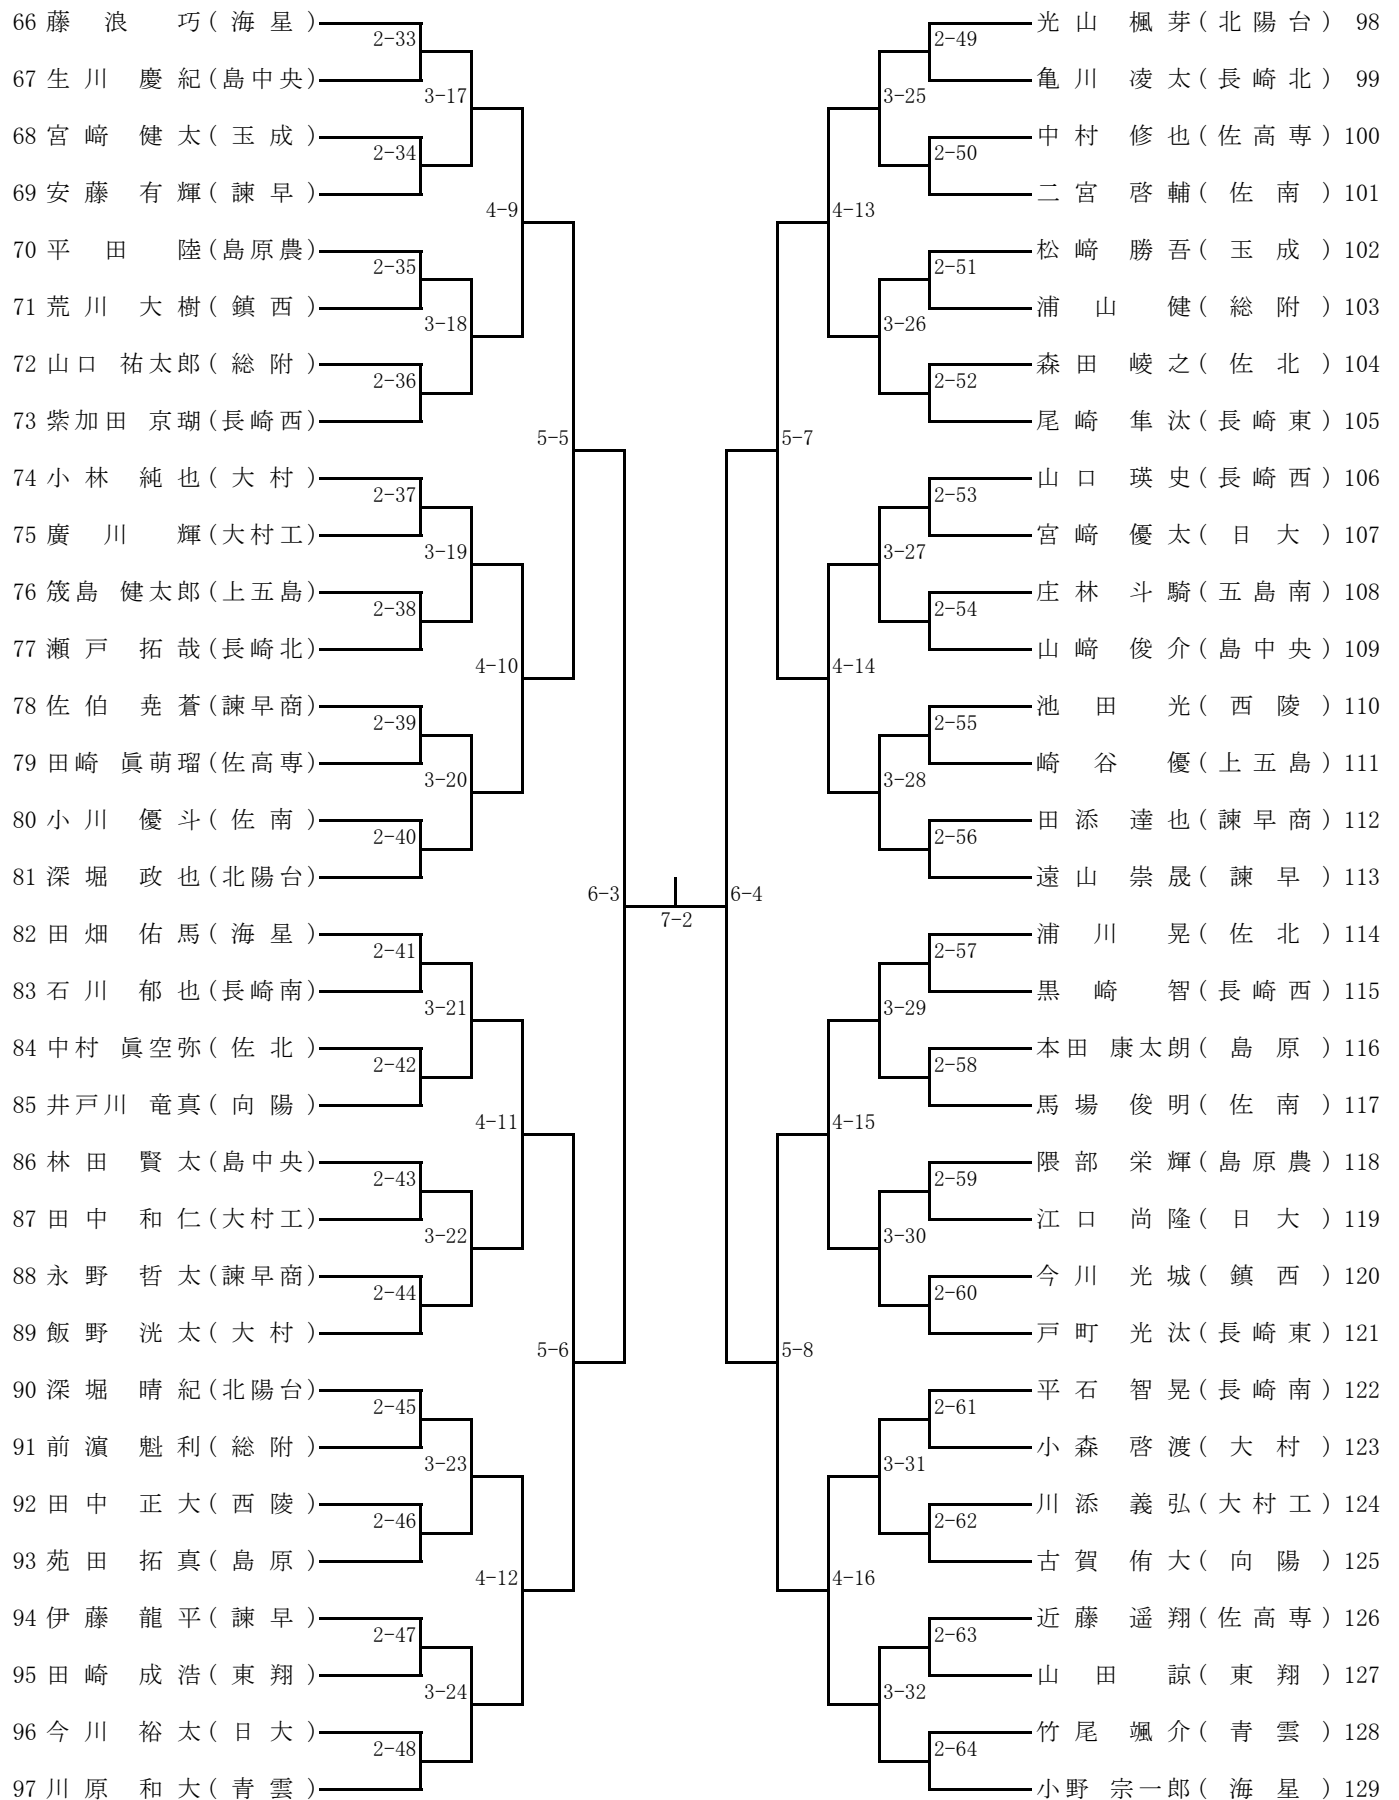 66 藤浪 巧(海星)
2-33
67 生川 慶紀(島中央)
3-17
68 宮﨑 健太(玉成)
2-34
69 安藤 有輝(諫早)
4-9
70 平田 陸(島原農)
2-35
71 荒川 大樹(鎮西)
3-18
72 山口 祐太郎(総附)
2-36
73 紫加田 京瑚(長崎西)
5-5
74 小林 純也(大村)
2-37
75 廣川 輝(大村工)
3-19
76 筬島 健太郎(上五島)
2-38
77 瀬戸 拓哉(長崎北)
4-10
78 佐伯 尭蒼(諫早商)
2-39
79 田崎 眞萌瑠(佐高専)
3-20
80 小川 優斗(佐南)
2-40
81 深堀 政也(北陽台)
6-3
82 田畑 佑馬(海星)
2-41
83 石川 郁也(長崎南)
3-21
84 中村 眞空弥(佐北)
2-42
85 井戸川 竜真(向陽)
4-11
86 林田 賢太(島中央)
2-43
87 田中 和仁(大村工)
3-22
88 永野 哲太(諫早商)
2-44
89 飯野 洸太(大村)
5-6
90 深堀 晴紀(北陽台)
2-45
91 前濵 魁利(総附)
3-23
92 田中 正大(西陵)
2-46
93 苑田 拓真(島原)
4-12
94 伊藤 龍平(諫早)
2-47
95 田崎 成浩(東翔)
3-24
96 今川 裕太(日大)
2-48
97 川原 和大(青雲)
7-2
光山 楓芽(北陽台) 98
2-49
亀川 凌太(長崎北) 99
3-25
中村 修也(佐高専) 100
2-50
二宮 啓輔(佐南) 101
4-13
松﨑 勝吾(玉成) 102
2-51
浦山 健(総附) 103
3-26
森田 崚之(佐北) 104
2-52
尾崎 隼汰(長崎東) 105
5-7
山口 瑛史(長崎西) 106
2-53
宮﨑 優太(日大) 107
3-27
庄林 斗騎(五島南) 108
2-54
山﨑 俊介(島中央) 109
4-14
池田 光(西陵) 110
2-55
崎谷 優(上五島) 111
3-28
田添 達也(諫早商) 112
2-56
遠山 崇晟(諫早) 113
6-4
浦川 晃(佐北) 114
2-57
黒崎 智(長崎西) 115
3-29
本田 康太朗(島原) 116
2-58
馬場 俊明(佐南) 117
4-15
隈部 栄輝(島原農) 118
2-59
江口 尚隆(日大) 119
3-30
今川 光城(鎮西) 120
2-60
戸町 光汰(長崎東) 121
5-8
平石 智晃(長崎南) 122
2-61
小森 啓渡(大村) 123
3-31
川添 義弘(大村工) 124
2-62
古賀 侑大(向陽) 125
4-16
近藤 遥翔(佐高専) 126
2-63
山田 諒(東翔) 127
3-32
竹尾 颯介(青雲) 128
2-64
小野 宗一郎(海星) 129